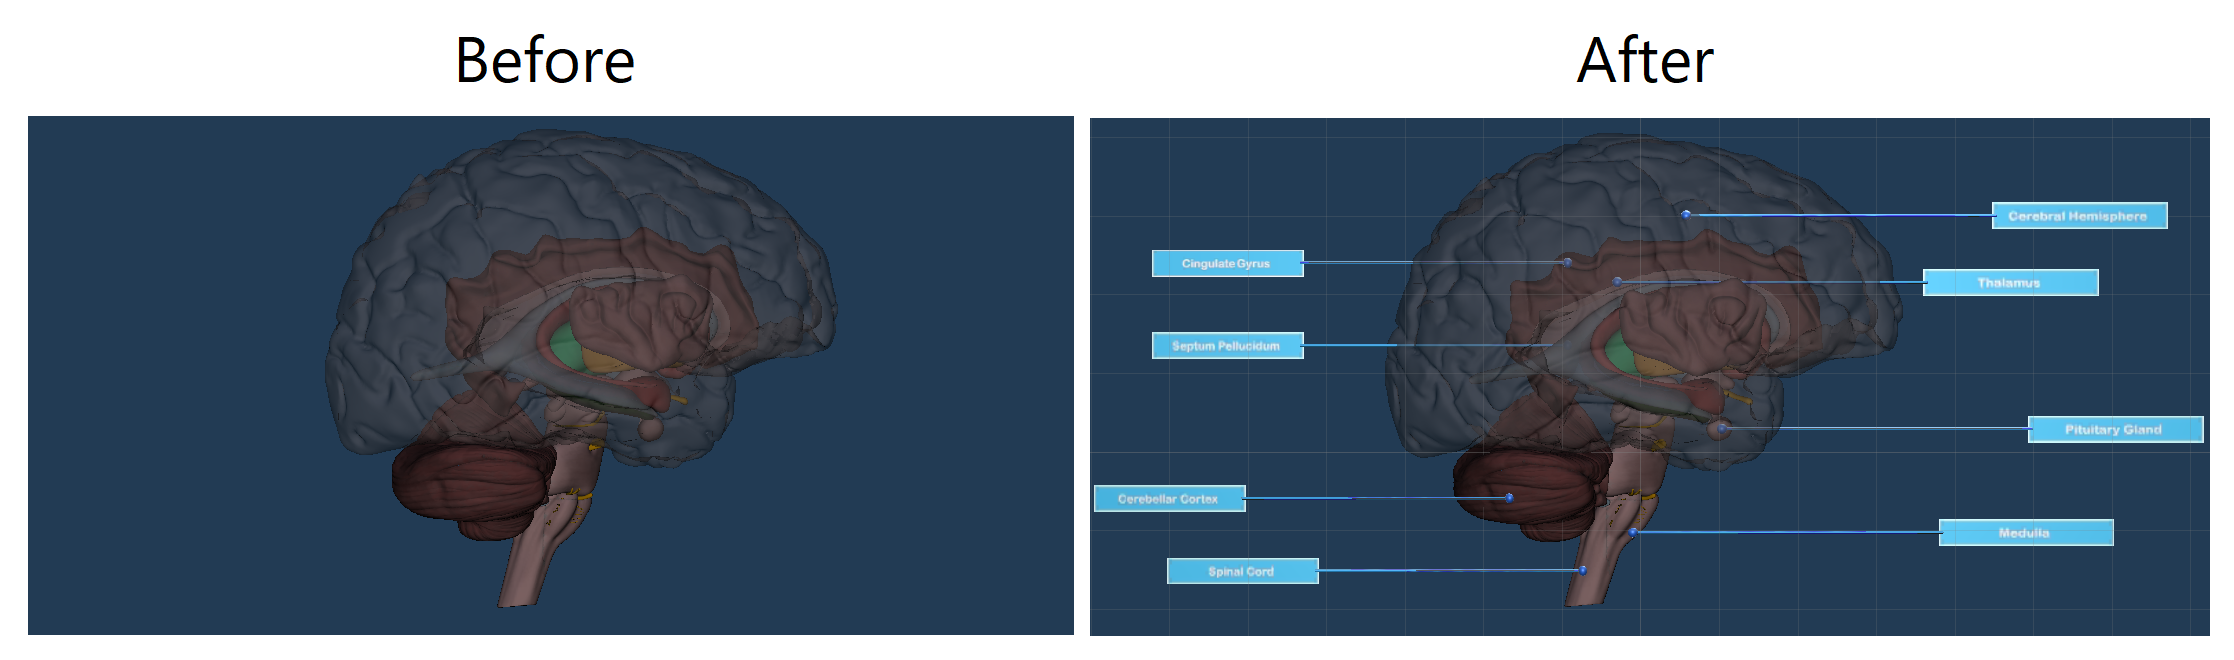 Before
After
Cerebral Hemisphere
Cingulate Gyrus
Thalamus
Septum Pellucidum
Pituitary Gland
Cerebellar Cortex
Medulla
Spinal Cord